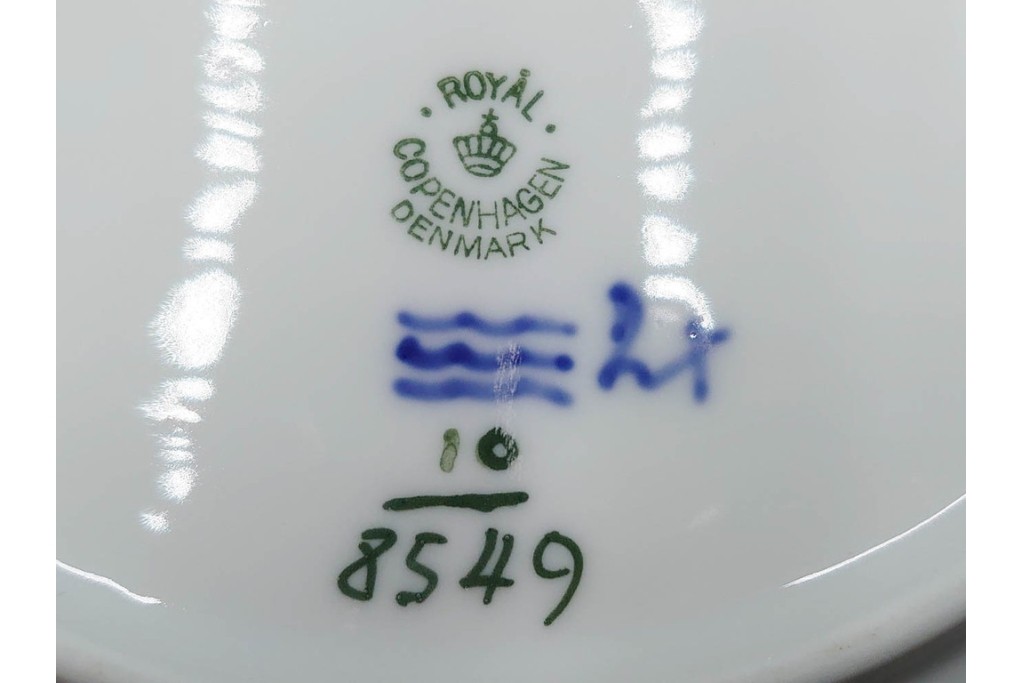 ROYAL
COPENHAGEN
DENMARK
10
8549